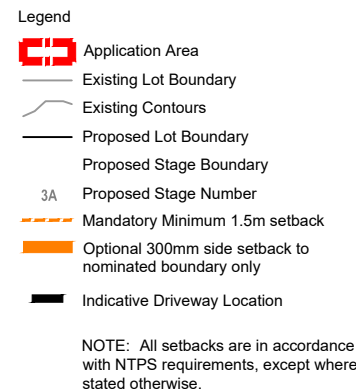 Legend
Application Area
Existing Lot Boundary
Existing Contours
Proposed Lot Boundary
Proposed Stage Boundary
3A Proposed Stage Number
Mandatory Minimum 1.5m setback
Optional 300mm side setback to
nominated boundary only
Indicative Driveway Location
NOTE: All setbacks are in accordance
with NTPS requirements, except where
stated otherwise.